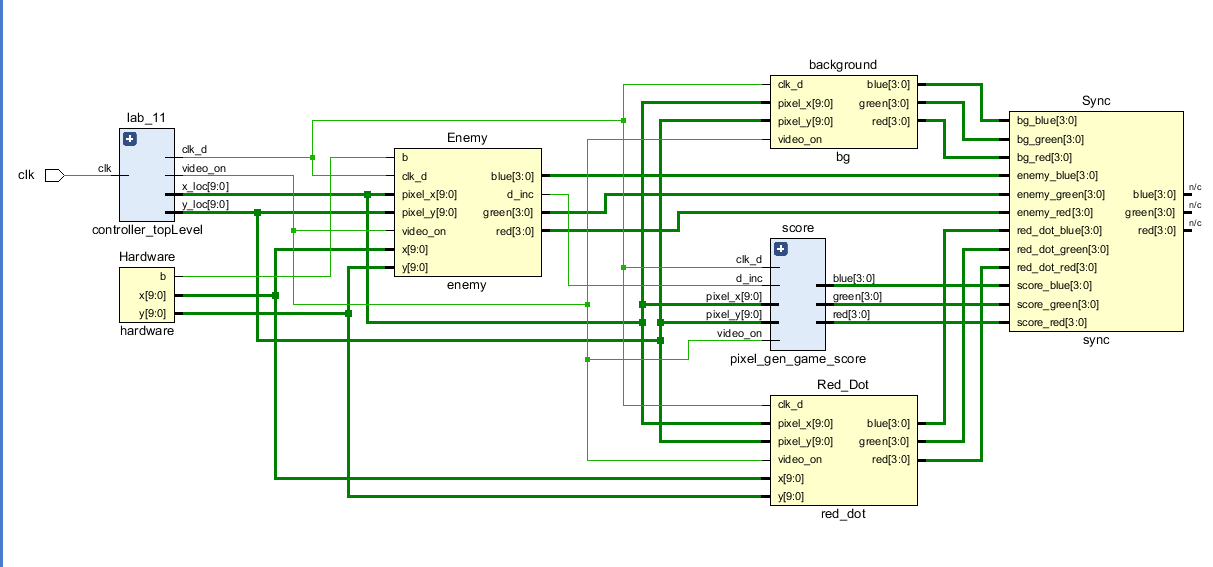 clk
lab_11
clk
clk_d
video_on
x_loc[9:0]
y_loc[9:0]
controller_topLevel
Hardware
b
x[9:0]
y[9:0]
hardware
Enemy
b
clk_d
pixel_x[9:0]
pixel_y[9:0]
video_on
x[9:0]
y[9:0]
blue[3:0]
d_inc
green[3:0]
red[3:0]
enemy
background
clk_d
pixel_x[9:0]
pixel_y[9:0]
video_on
blue[3:0]
green[3:0]
red[3:0]
bg
score
clk_d
d_inc
pixel_x[9:0]
pixel_y[9:0]
video_on
blue[3:0]
green[3:0]
red[3:0]
pixel_gen_game_score
Red_Dot
clk_d
pixel_x[9:0]
pixel_y[9:0]
video_on
x[9:0]
y[9:0]
blue[3:0]
green[3:0]
red[3:0]
red_dot
Sync
bg_blue[3:0]
bg_green[3:0]
bg_red[3:0]
enemy_blue[3:0]
enemy_green[3:0]
enemy_red[3:0]
red_dot_blue[3:0]
red_dot_green[3:0]
red_dot_red[3:0]
score_blue[3:0]
score_green[3:0]
score_red[3:0]
blue[3:0]
green[3:0]
red[3:0]
n/c
n/c
n/c
sync